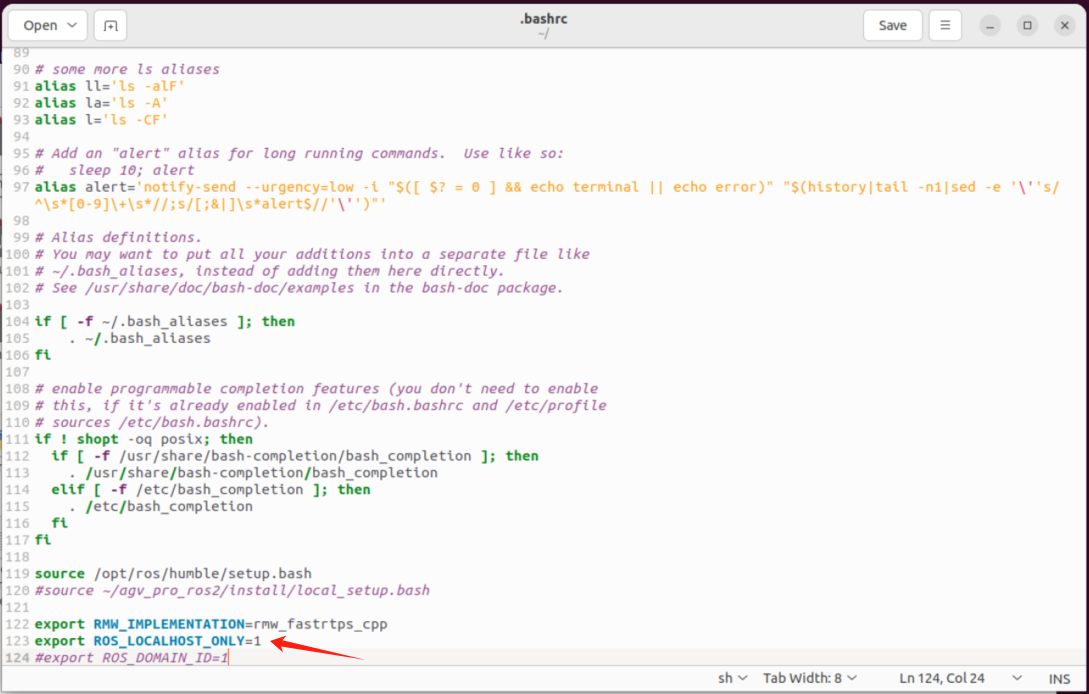 Open
.bashrc
~/
Save
89
90 # some more ls aliases
91 alias ll='ls -alF'
92 alias la='ls -A'
93 alias l='ls -CF'
94
95 # Add an "alert" alias for long running commands.  Use like so:
96 #   sleep 10; alert
97 alias alert='notify-send --urgency=low -i "$([ $? = 0 ] && echo terminal || echo error)" "$(history|tail -n1|sed -e '\''s/
^\s*[0-9]\+\s*//;s/[;&|]\s*alert$//'\'')"'
98
99 # Alias definitions.
100 # You may want to put all your additions into a separate file like
101 # ~/.bash_aliases, instead of adding them here directly.
102 # See /usr/share/doc/bash-doc/examples in the bash-doc package.
103
104 if [ -f ~/.bash_aliases ]; then
105     . ~/.bash_aliases
106 fi
107
108 # enable programmable completion features (you don't need to enable
109 # this, if it's already enabled in /etc/bash.bashrc and /etc/profile
110 # sources /etc/bash.bashrc).
111 if ! shopt -oq posix; then
112   if [ -f /usr/share/bash-completion/bash_completion ]; then
113     . /usr/share/bash-completion/bash_completion
114   elif [ -f /etc/bash_completion ]; then
115     . /etc/bash_completion
116   fi
117 fi
118
119 source /opt/ros/humble/setup.bash
120 #source ~/agv_pro_ros2/install/local_setup.bash
121
122 export RMW_IMPLEMENTATION=rmw_fastrtps_cpp
123 export ROS_LOCALHOST_ONLY=1
124 #export ROS_DOMAIN_ID=1
sh
Tab Width: 8
Ln 124, Col 24
INS